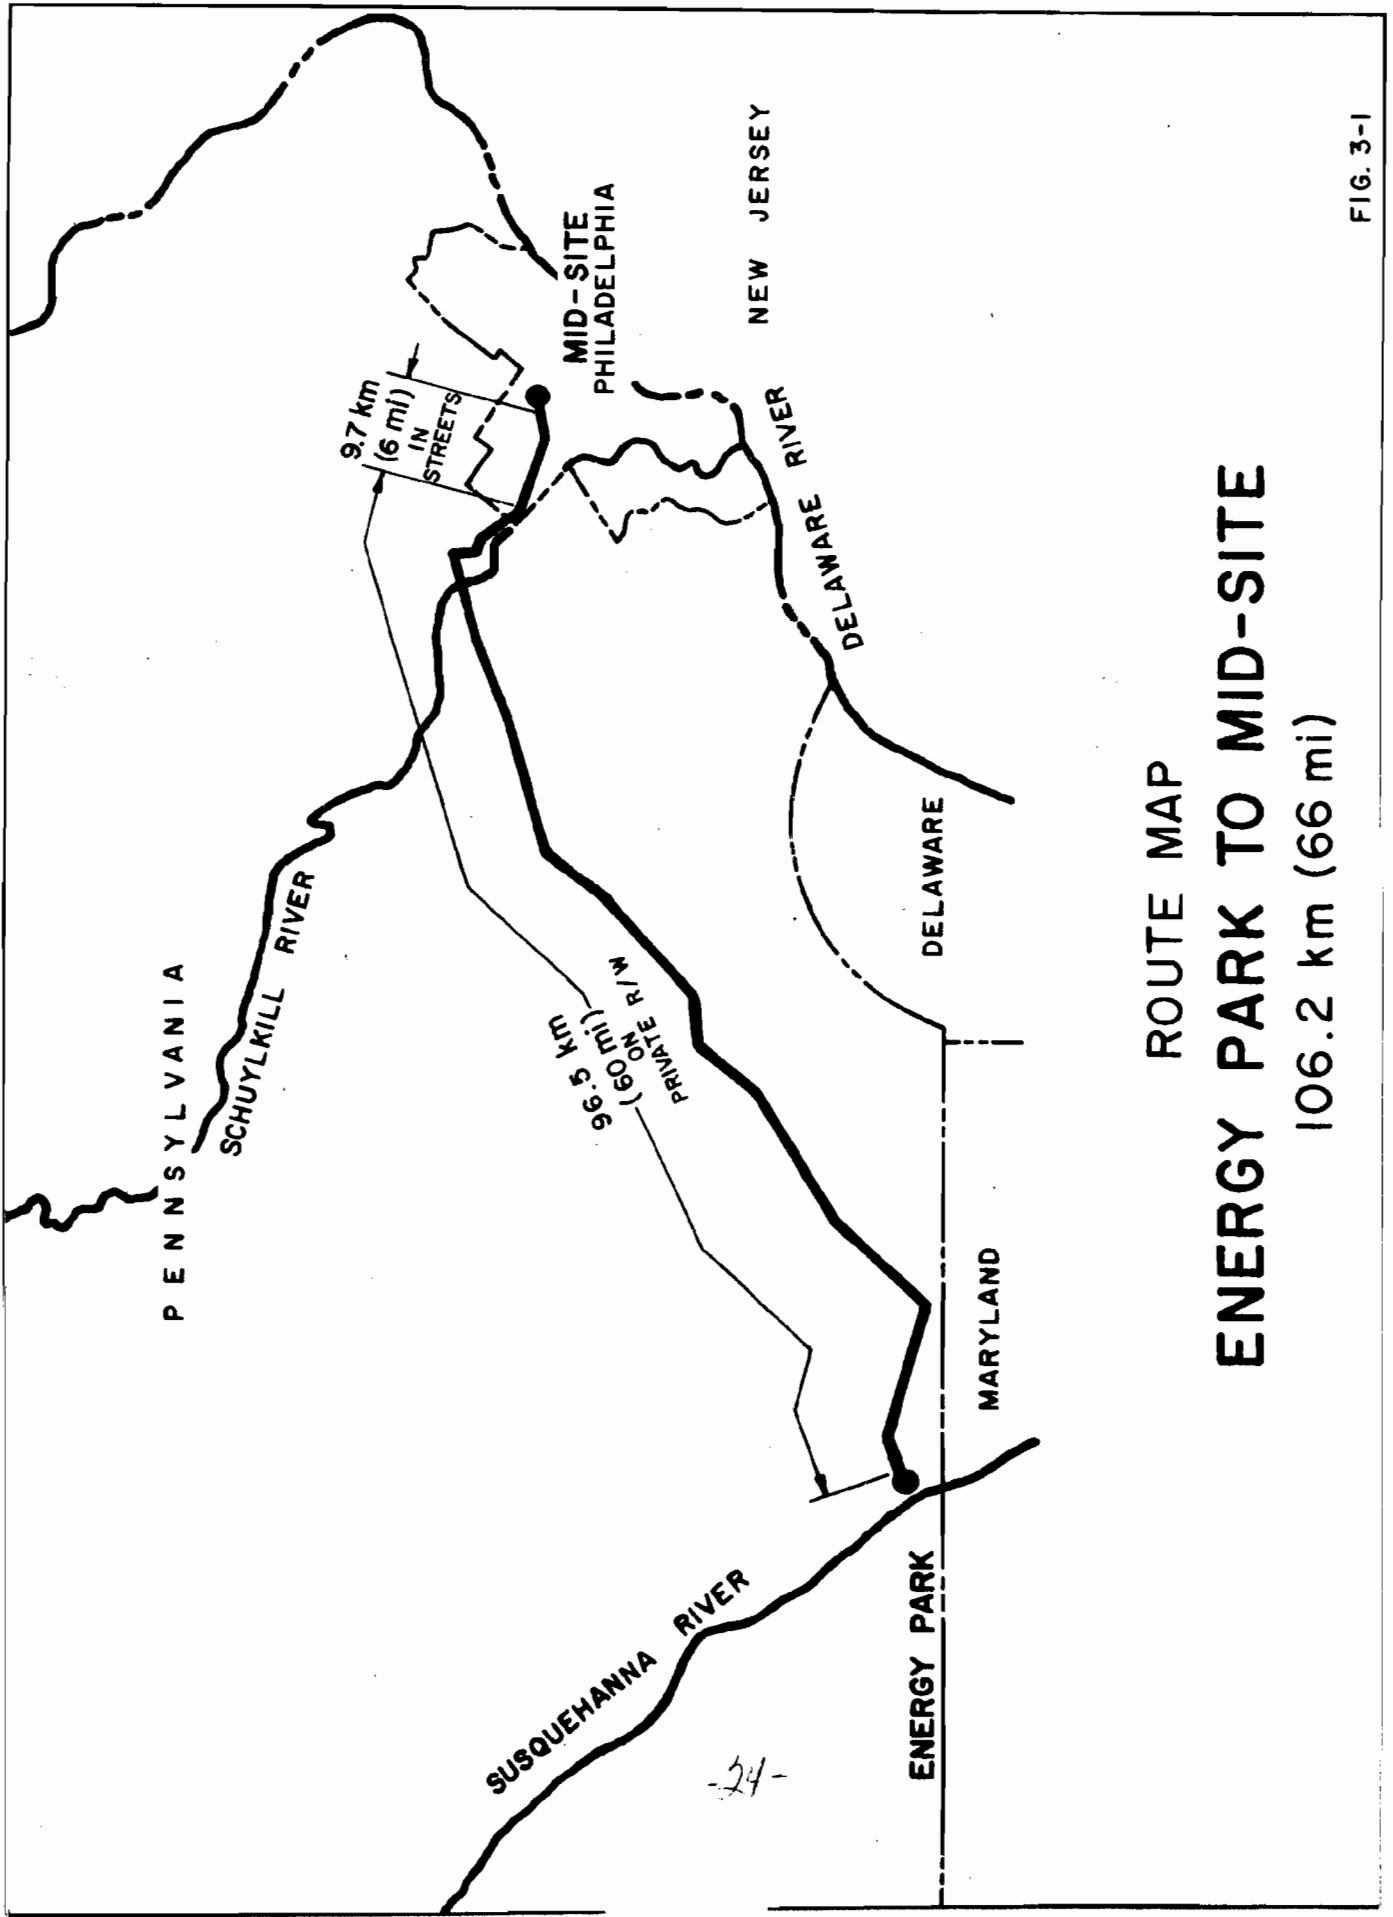 PENNSYLVANIA
SCHUYLKILL RIVER
9.7 km
(6 mi)
IN
STREETS
MID-SITE
PHILADELPHIA
NEW JERSEY
DELAWARE RIVER
96.5 km
(60 mi)
ON
PRIVATE R/W
SUSQUEHANNA RIVER
ENERGY PARK
MARYLAND
DELAWARE
ROUTE MAP
ENERGY PARK TO MID-SITE
106.2 km (66 mi)
FIG. 3-1
-24-